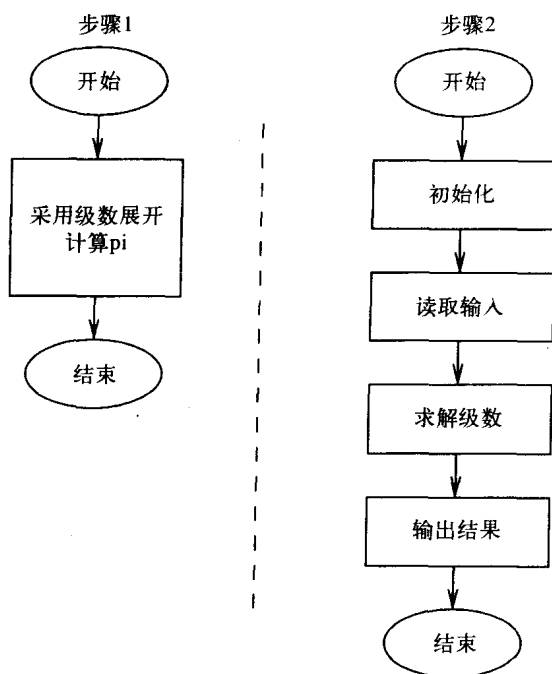 步骤1
开始
采用级数展开
计算pi
结束
步骤2
开始
初始化
读取输入
求解级数
输出结果
结束